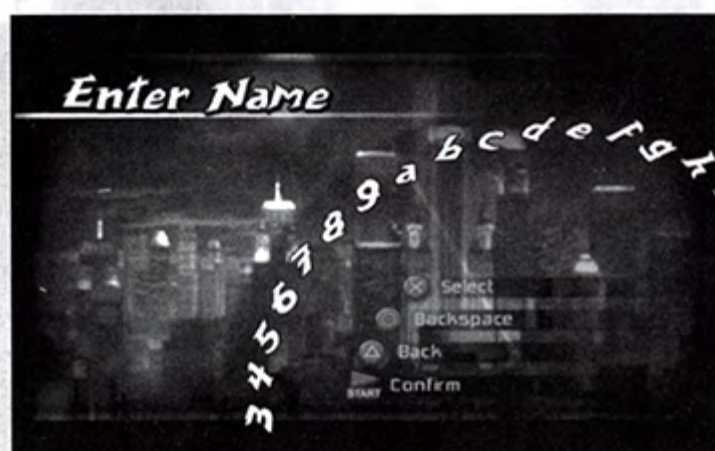 Enter Name
3 4 5 6 7 8 9 a b c d e f g h
Select
Backspace
Back
START Confirm